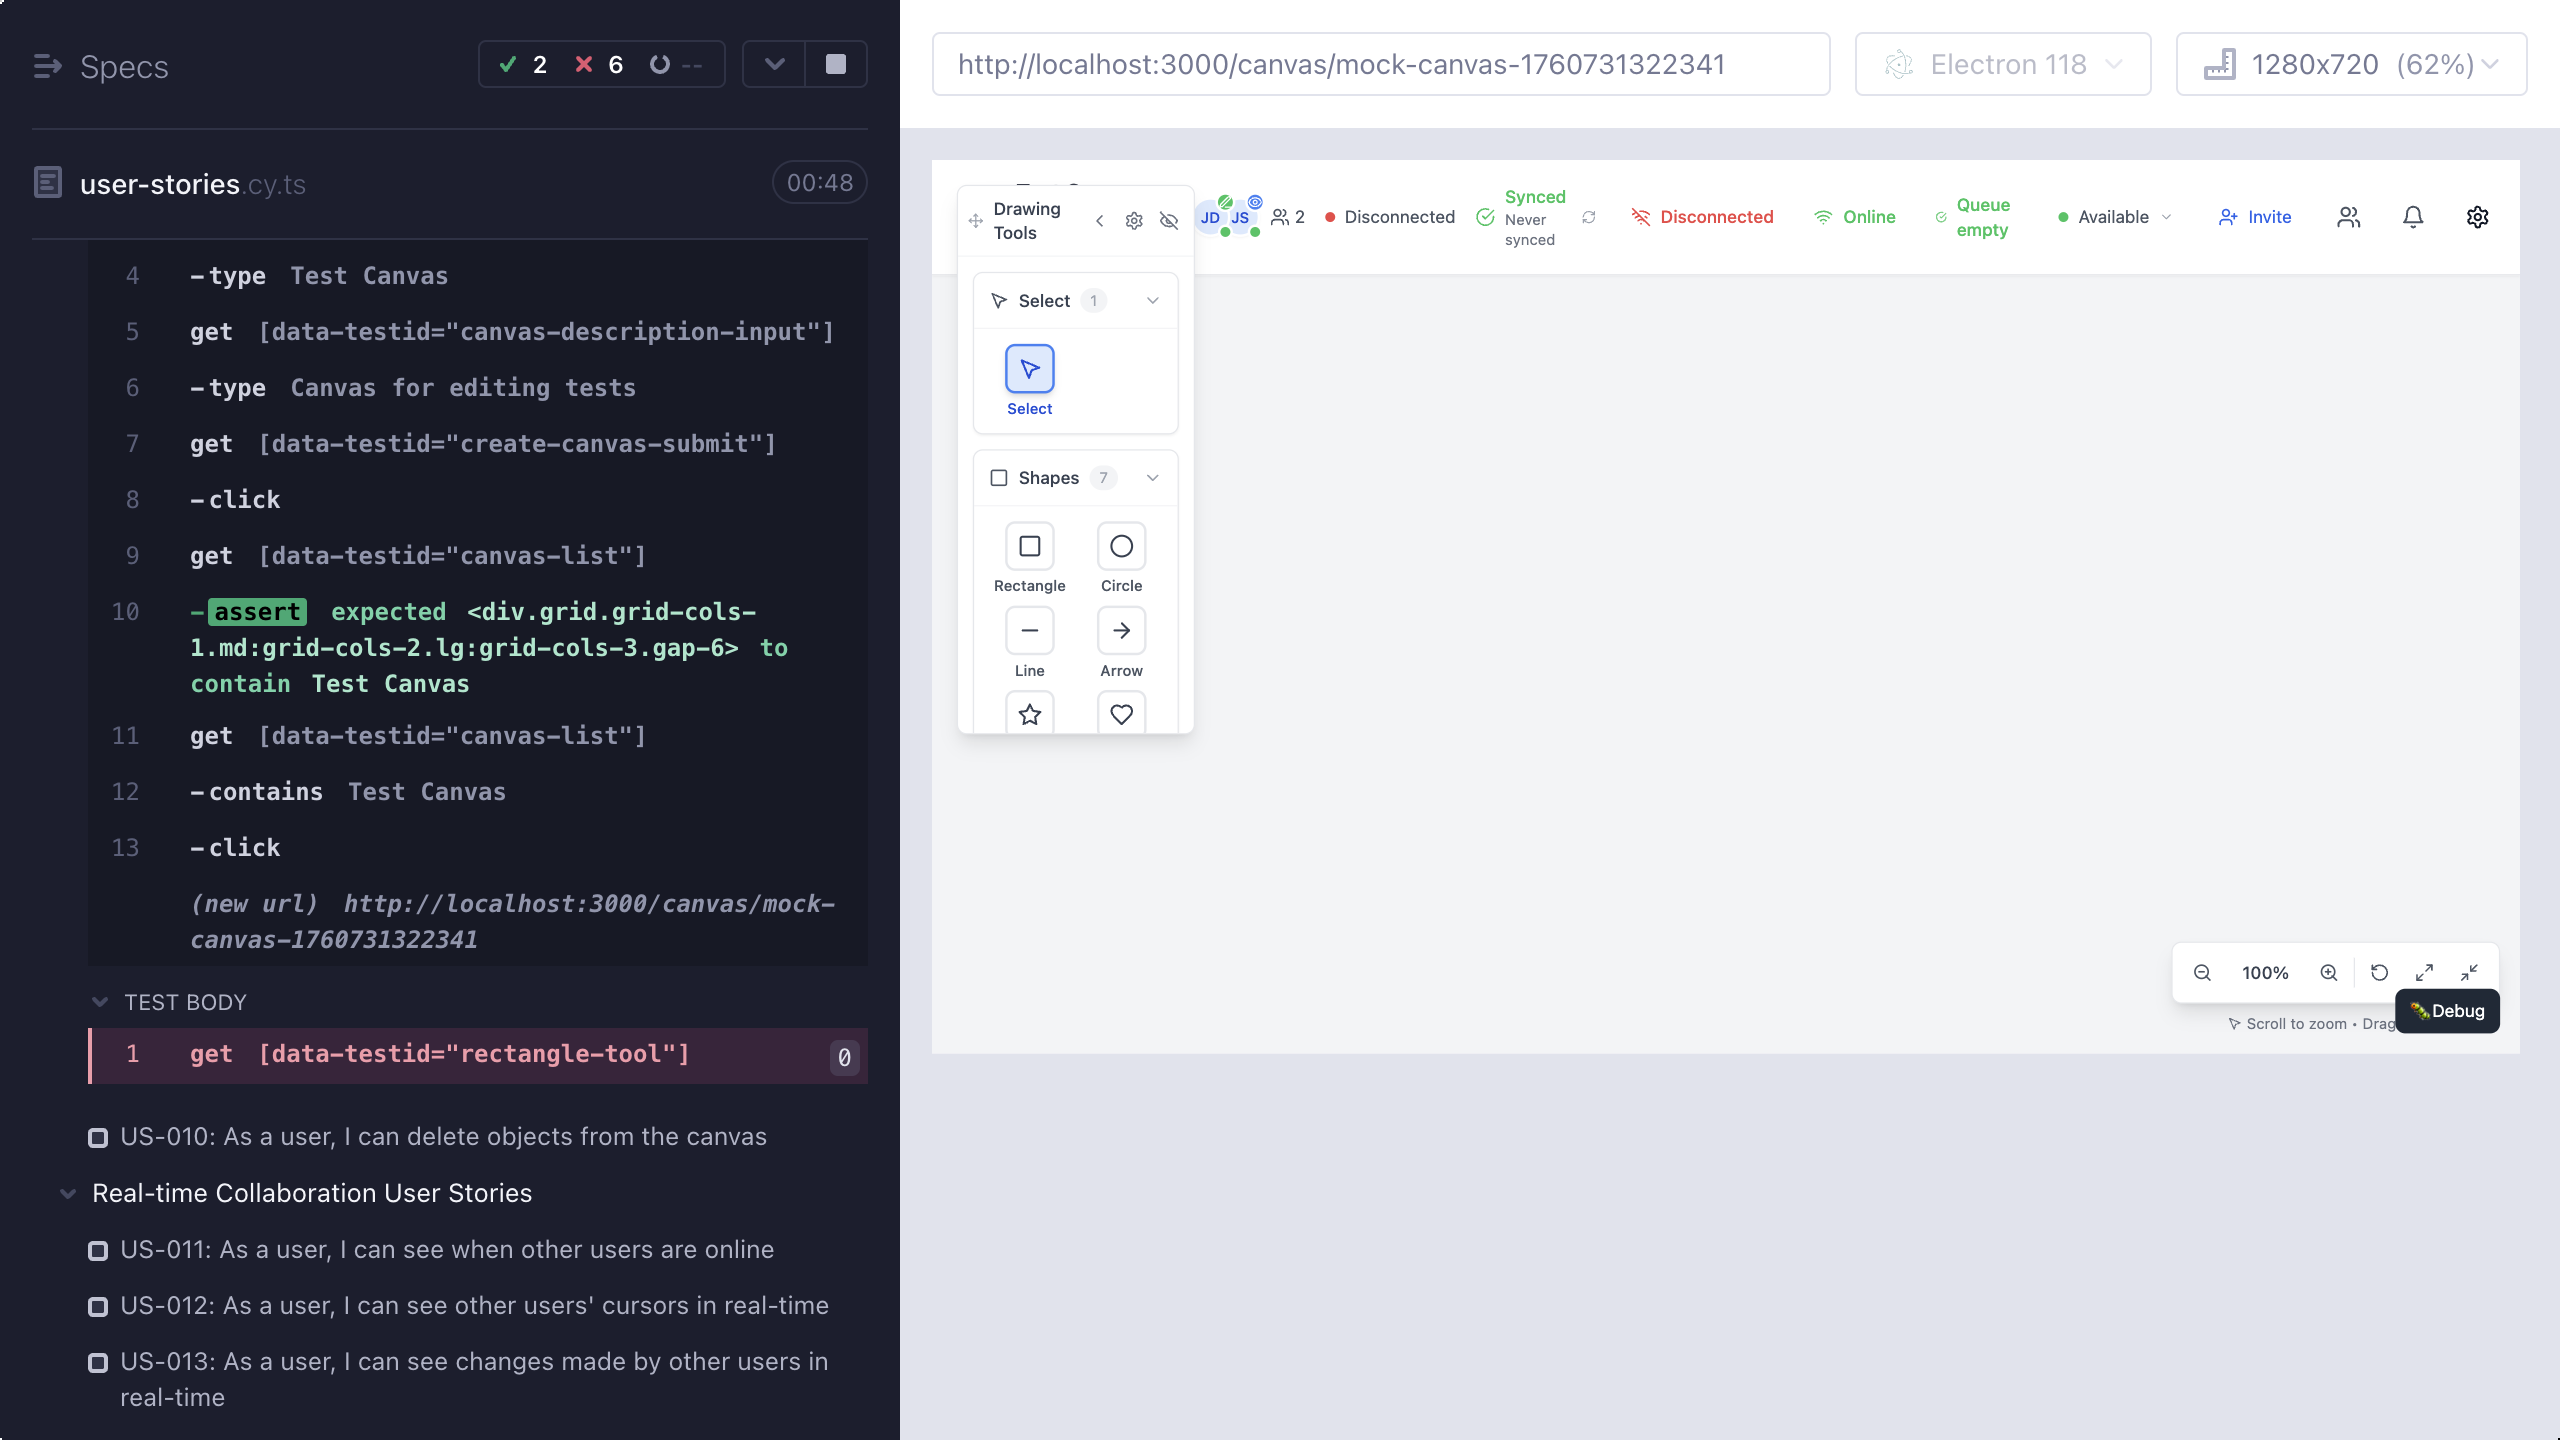 Specs
2
6
--
user-stories.cy.ts
00:48
4 -type Test Canvas
5 get [data-testid="canvas-description-input"]
6 -type Canvas for editing tests
7 get [data-testid="create-canvas-submit"]
8 -click
9 get [data-testid="canvas-list"]
10 -assert expected <div.grid.grid-cols-
1.md:grid-cols-2.lg:grid-cols-3.gap-6> to
contain Test Canvas
11 get [data-testid="canvas-list"]
12 -contains Test Canvas
13 -click
(new url) http://localhost:3000/canvas/mock-
canvas-1760731322341
TEST BODY
1 get [data-testid="rectangle-tool"] 0
US-010: As a user, I can delete objects from the canvas
Real-time Collaboration User Stories
US-011: As a user, I can see when other users are online
US-012: As a user, I can see other users' cursors in real-time
US-013: As a user, I can see changes made by other users in
real-time
http://localhost:3000/canvas/mock-canvas-1760731322341
Electron 118
1280x720 (62%)
Drawing
Tools
JD
JS
2
Disconnected
Synced
Never
synced
Disconnected
Online
Queue
empty
Available
Invite
Select 1
Select
Shapes 7
Rectangle
Circle
Line
Arrow
100%
Debug
Scroll to zoom • Drag